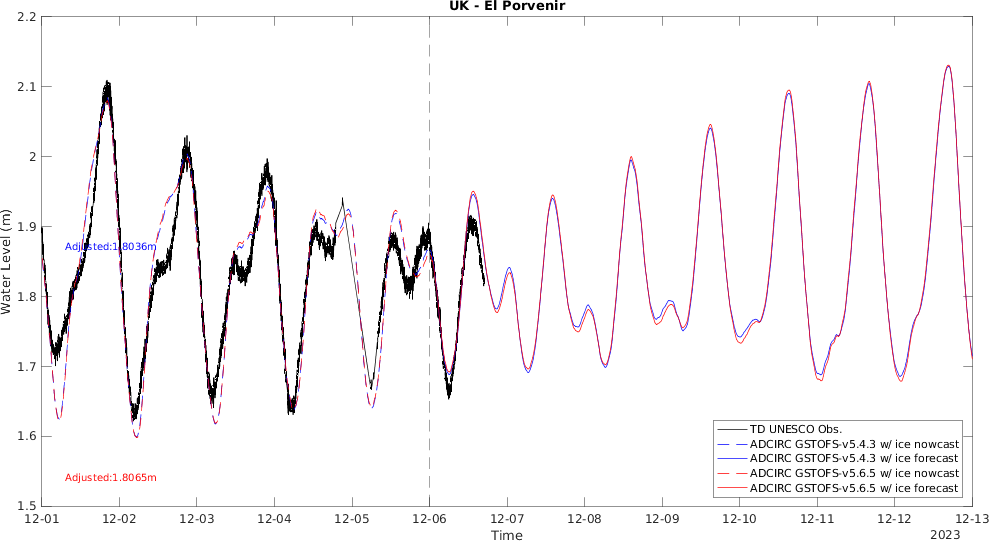 UK - El Porvenir
2.2
2.1
2
1.9
1.8
1.7
1.6
1.5
Water Level (m)
Adjusted:1.8036m
Adjusted:1.8065m
TD UNESCO Obs.
ADCIRC GSTOFS-v5.4.3 w/ ice nowcast
ADCIRC GSTOFS-v5.4.3 w/ ice forecast
ADCIRC GSTOFS-v5.6.5 w/ ice nowcast
ADCIRC GSTOFS-v5.6.5 w/ ice forecast
12-01 12-02 12-03 12-04 12-05 12-06 12-07 12-08 12-09 12-10 12-11 12-12 12-13
Time
2023